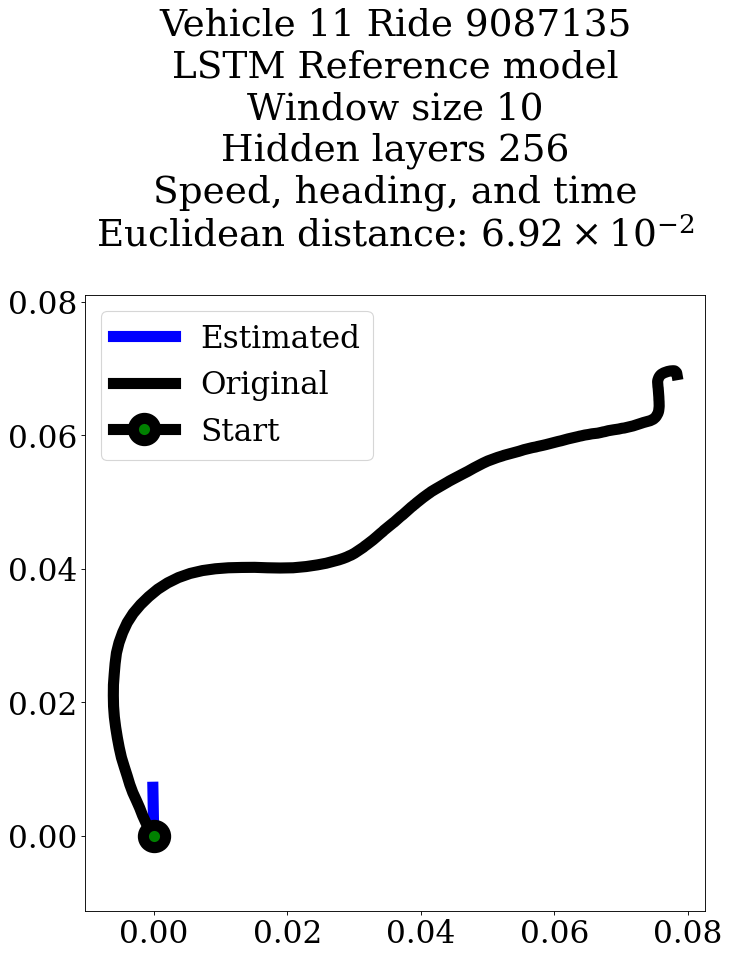 Vehicle 11 Ride 9087135
LSTM Reference model
Window size 10
Hidden layers 256
Speed, heading, and time
Euclidean distance: 6.92 × 10⁻²
0.08
0.06
0.04
0.02
0.00
Estimated
Original
Start
0.00 0.02 0.04 0.06 0.08